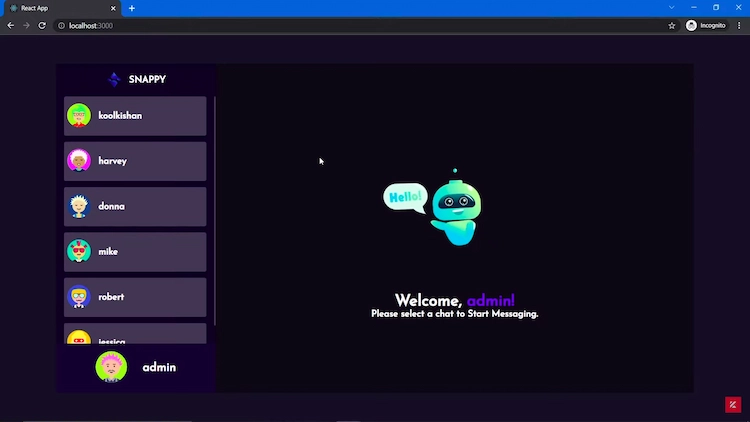 React App
localhost:3000
Incognito
SNAPPY
koolkishan
harvey
donna
mike
robert
jessica
admin
Hello!
Welcome, admin!
Please select a chat to Start Messaging.